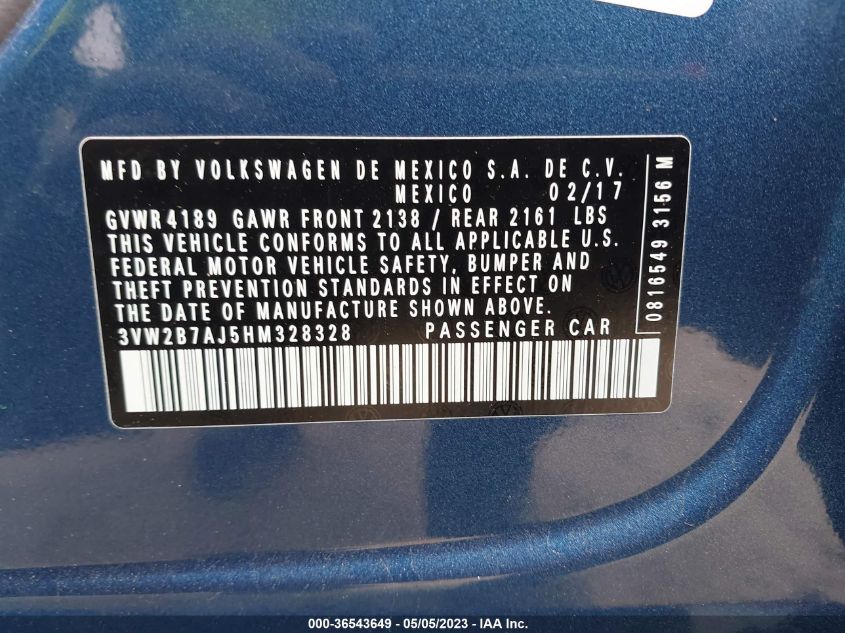 MFD BY VOLKSWAGEN DE MEXICO S.A. DE C.V.
MEXICO 02/17
GVWR 4189 GAWR FRONT 2138 / REAR 2161 LBS
THIS VEHICLE CONFORMS TO ALL APPLICABLE U.S.
FEDERAL MOTOR VEHICLE SAFETY, BUMPER AND
THEFT PREVENTION STANDARDS IN EFFECT ON
THE DATE OF MANUFACTURE SHOWN ABOVE.
3VW2B7AJ5HM328328 PASSENGER CAR
0816549 3156 M
000-36543649 - 05/05/2023 - IAA Inc.